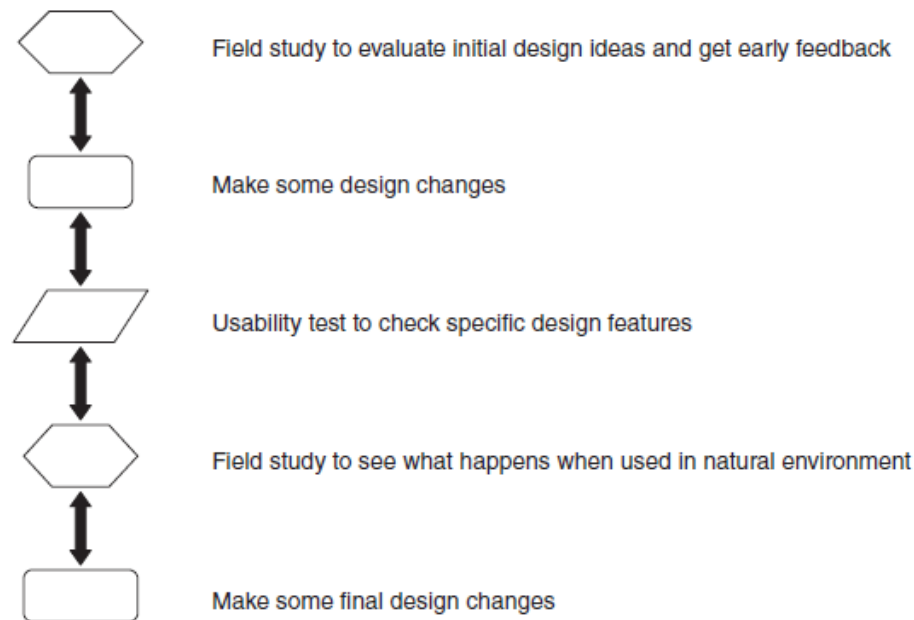 Field study to evaluate initial design ideas and get early feedback
Make some design changes
Usability test to check specific design features
Field study to see what happens when used in natural environment
Make some final design changes